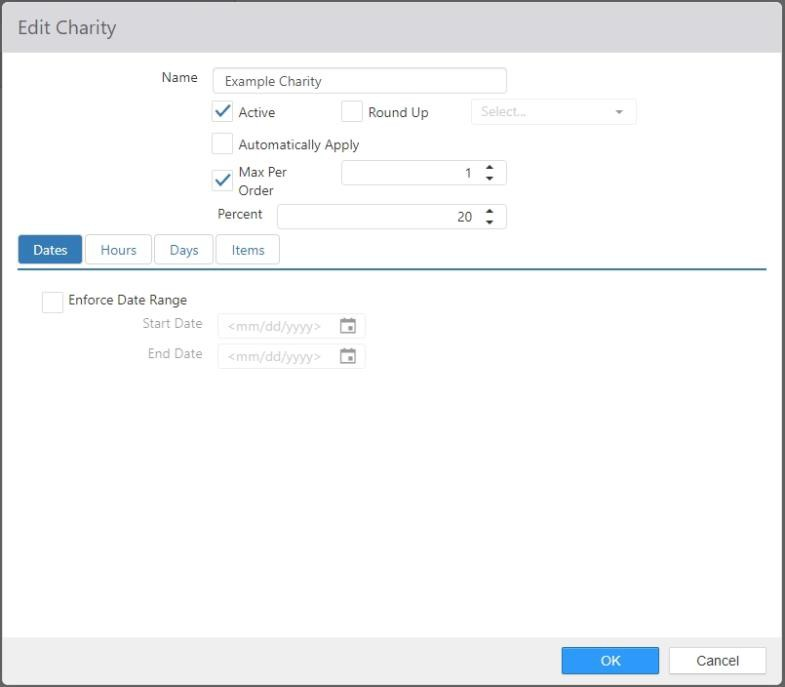 Edit Charity
Name Example Charity
Active Round Up Select...
Automatically Apply
Max Per 1
Order
Percent 20
Dates Hours Days Items
Enforce Date Range
Start Date <mm/dd/yyyy>
End Date <mm/dd/yyyy>
OK Cancel